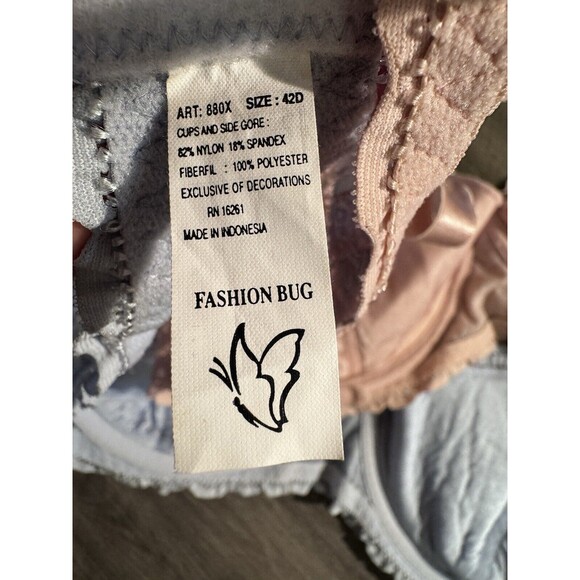 ART: 880X SIZE : 42D
CUPS AND SIDE GORE :
82% NYLON 18% SPANDEX
FIBERFIL : 100% POLYESTER
EXCLUSIVE OF DECORATIONS
RN 16261
MADE IN INDONESIA
FASHION BUG